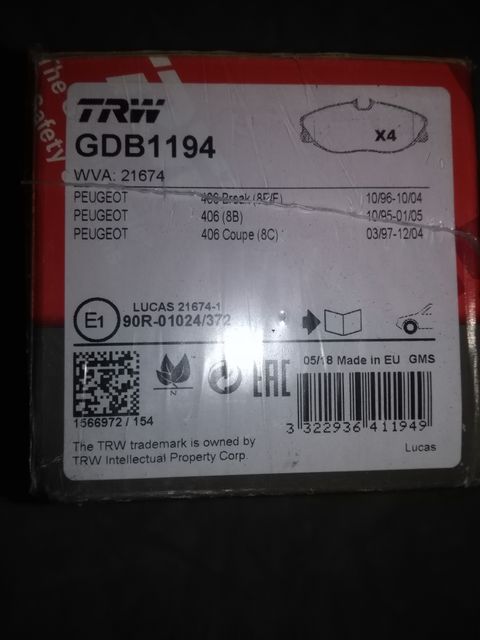 The
Safety
TRW
GDB1194
X4
WVA: 21674
PEUGEOT 406 Break (8E/F) 10/96-10/04
PEUGEOT 406 (8B) 10/95-01/05
PEUGEOT 406 Coupe (8C) 03/97-12/04
LUCAS 21674-1
E1 90R-01024/372
N
EAC
05/18 Made in EU GMS
1566972 / 154
3 322936 411949
The TRW trademark is owned by
TRW Intellectual Property Corp.
Lucas